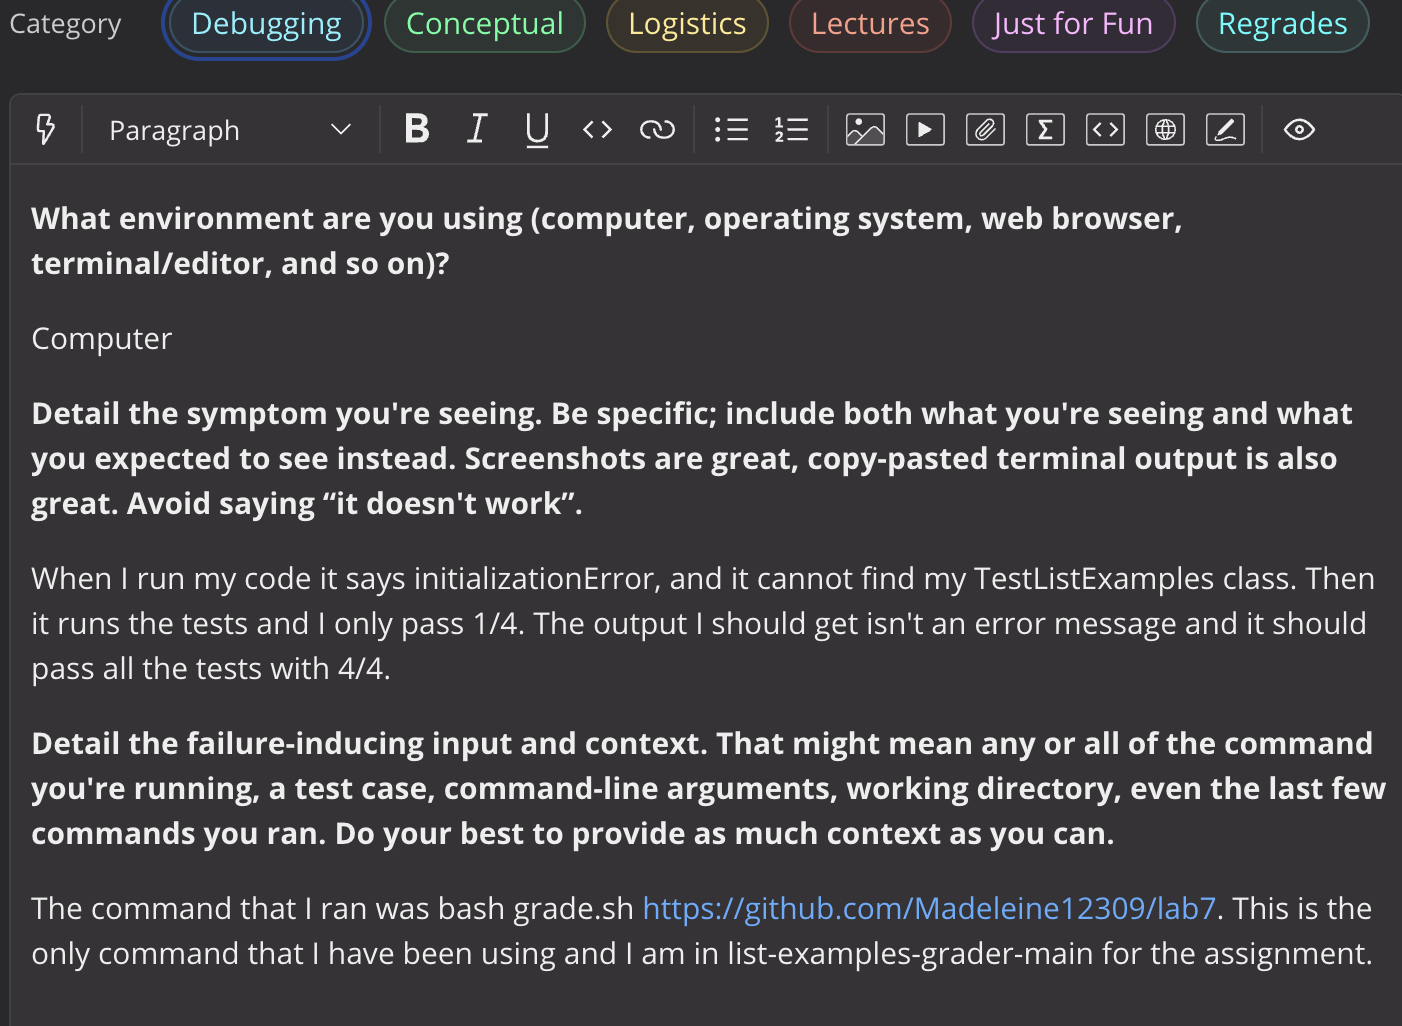 Category Debugging Conceptual Logistics Lectures Just for Fun Regrades
Paragraph B I U
What environment are you using (computer, operating system, web browser,
terminal/editor, and so on)?
Computer
Detail the symptom you're seeing. Be specific; include both what you're seeing and what
you expected to see instead. Screenshots are great, copy-pasted terminal output is also
great. Avoid saying “it doesn't work”.
When I run my code it says initializationError, and it cannot find my TestListExamples class. Then
it runs the tests and I only pass 1/4. The output I should get isn't an error message and it should
pass all the tests with 4/4.
Detail the failure-inducing input and context. That might mean any or all of the command
you're running, a test case, command-line arguments, working directory, even the last few
commands you ran. Do your best to provide as much context as you can.
The command that I ran was bash grade.sh https://github.com/Madeleine12309/lab7. This is the
only command that I have been using and I am in list-examples-grader-main for the assignment.